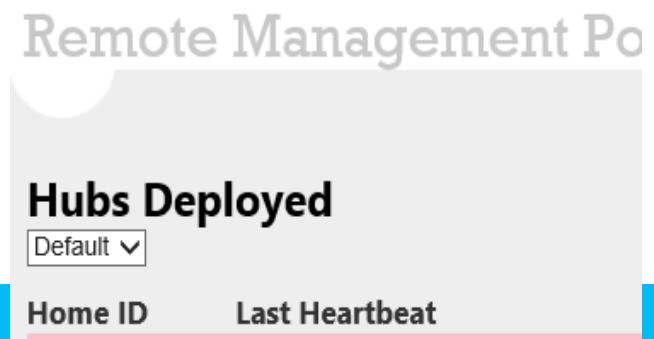 Remote Management Po
Hubs Deployed
Default
Home ID Last Heartbeat